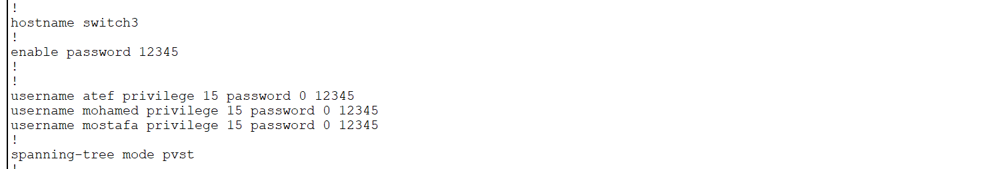 !
hostname switch3
!
enable password 12345
!
!
username atef privilege 15 password 0 12345
username mohamed privilege 15 password 0 12345
username mostafa privilege 15 password 0 12345
!
spanning-tree mode pvst
!